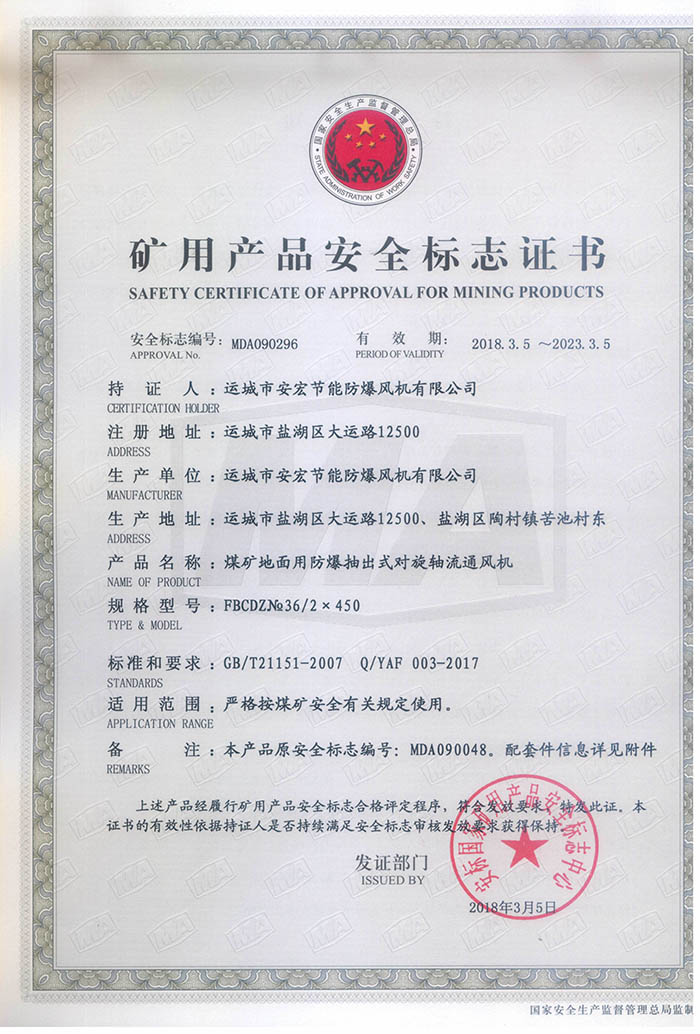 国家安全生产监督管理总局
STATE ADMINISTRATION OF WORK SAFETY
矿用产品安全标志证书
SAFETY CERTIFICATE OF APPROVAL FOR MINING PRODUCTS
安全标志编号: MDA090296 有效期: 2018.3.5 ~2023.3.5
APPROVAL No. PERIOD OF VALIDITY
持证人:运城市安宏节能防爆风机有限公司
CERTIFICATION HOLDER
注册地址:运城市盐湖区大运路12500
ADDRESS
生产单位:运城市安宏节能防爆风机有限公司
MANUFACTURER
生产地址:运城市盐湖区大运路12500、盐湖区陶村镇苦池村东
ADDRESS
产品名称:煤矿地面用防爆抽出式对旋轴流通风机
NAME OF PRODUCT
规格型号:FBCDZ№36/2×450
TYPE & MODEL
标准和要求:GB/T21151-2007 Q/YAF 003-2017
STANDARDS
适用范围:严格按煤矿安全有关规定使用。
APPLICATION RANGE
备注:本产品原安全标志编号:MDA090048。配套件信息详见附件
REMARKS
上述产品经履行矿用产品安全标志合格评定程序，符合发放要求，特发此证。本
证书的有效性依据持证人是否持续满足安全标志审核发放要求获得保持。
发证部门
ISSUED BY
安标国家矿用产品安全标志中心
2018年3月5日
国家安全生产监督管理总局监制
MA